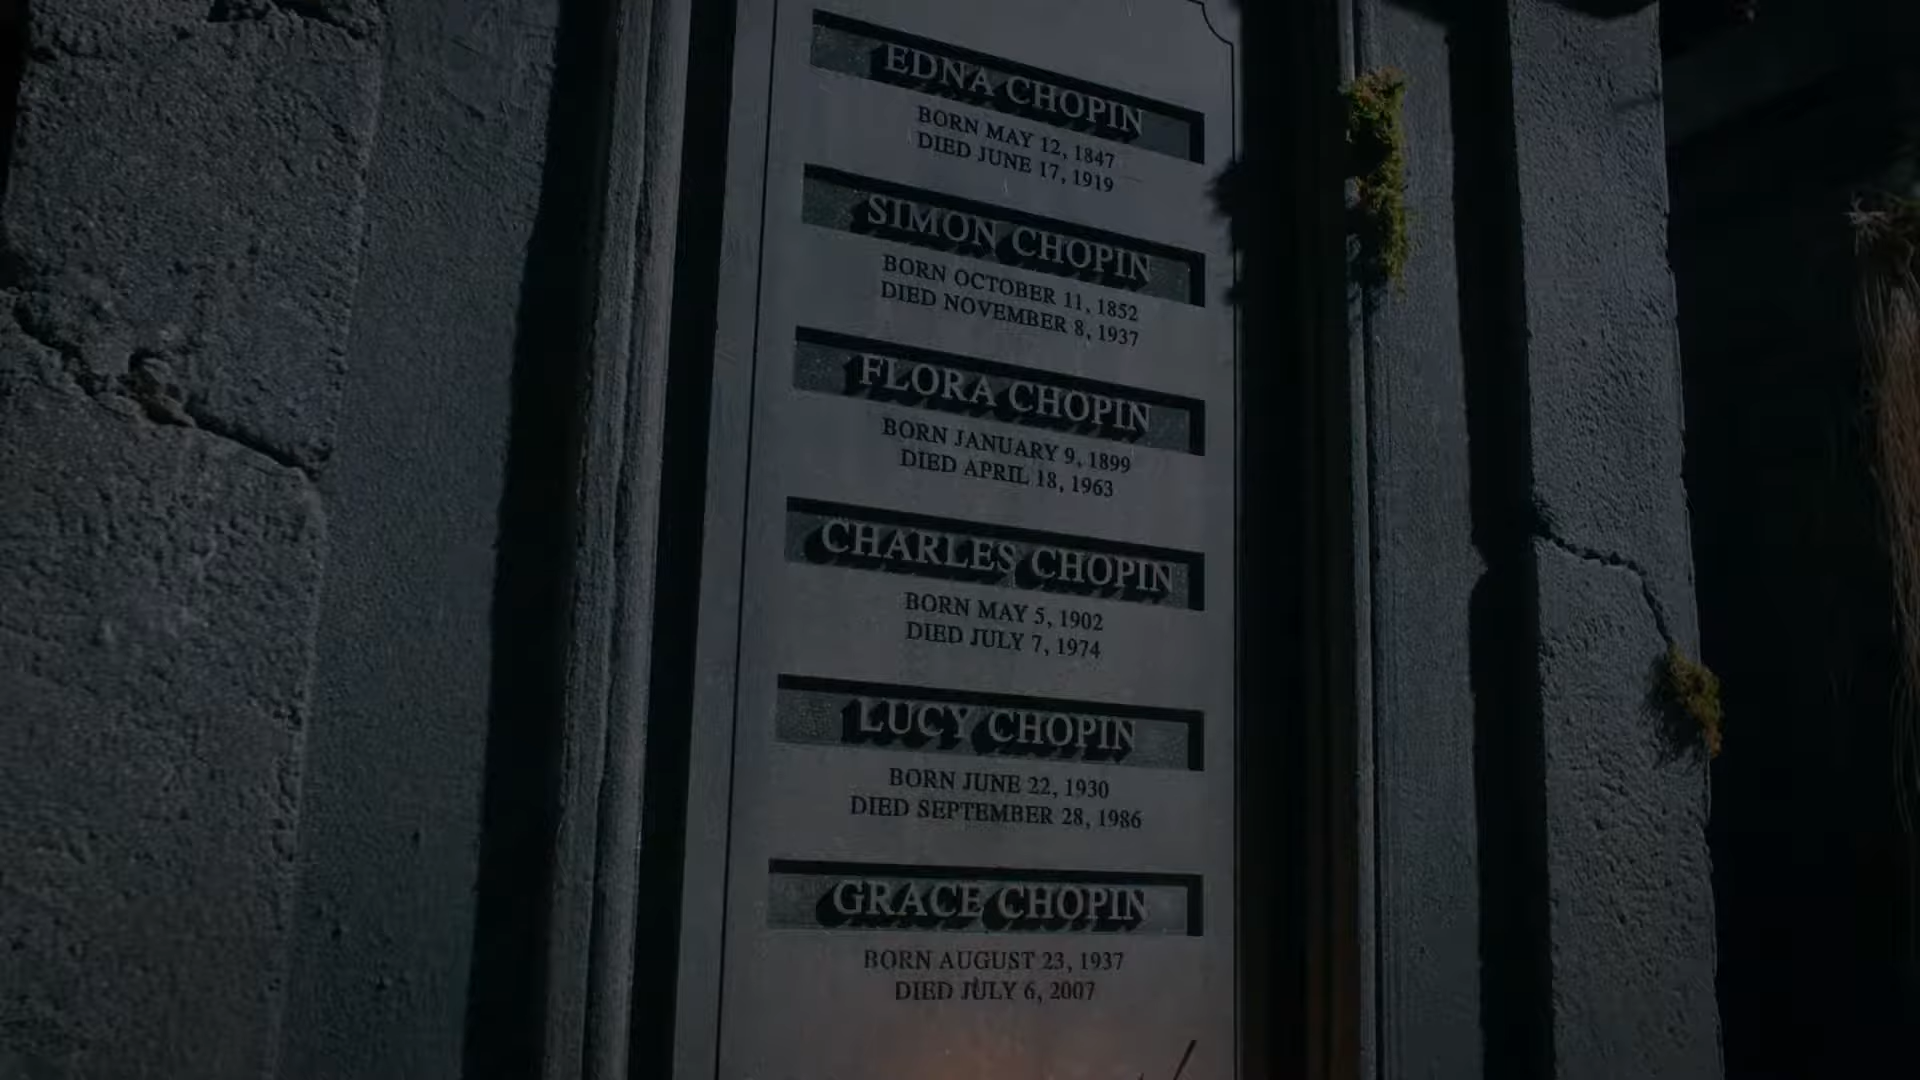 EDNA CHOPIN
BORN MAY 12, 1847
DIED JUNE 17, 1919
SIMON CHOPIN
BORN OCTOBER 11, 1852
DIED NOVEMBER 8, 1937
FLORA CHOPIN
BORN JANUARY 9, 1899
DIED APRIL 18, 1963
CHARLES CHOPIN
BORN MAY 5, 1902
DIED JULY 7, 1974
LUCY CHOPIN
BORN JUNE 22, 1930
DIED SEPTEMBER 28, 1986
GRACE CHOPIN
BORN AUGUST 23, 1937
DIED JULY 6, 2007